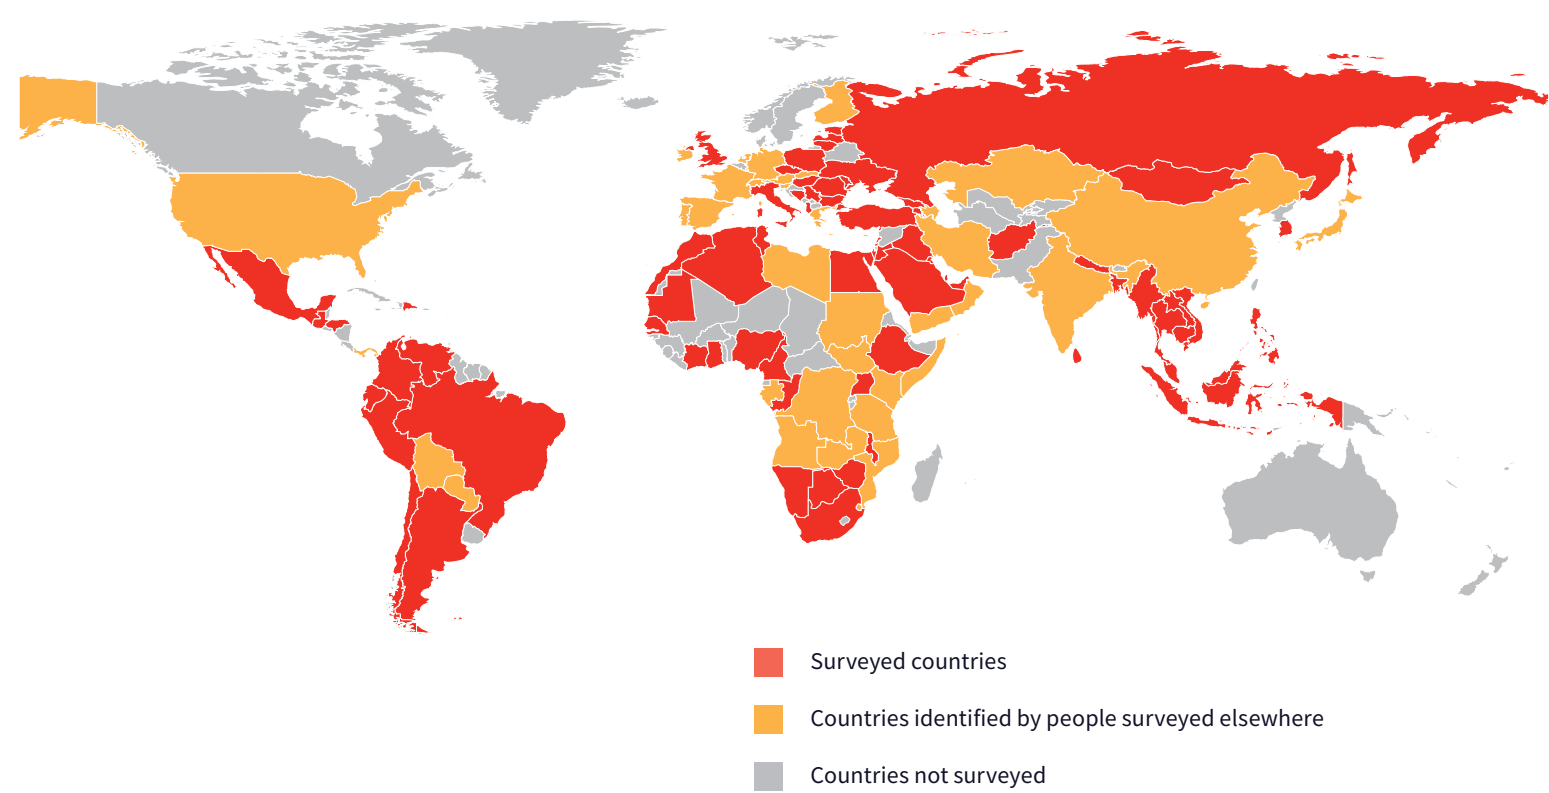 Surveyed countries
Countries identified by people surveyed elsewhere
Countries not surveyed